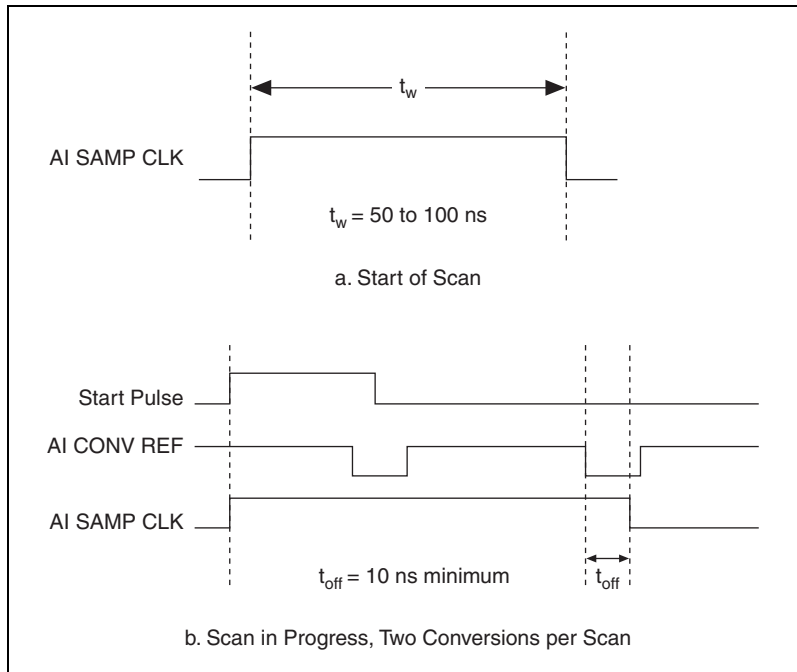 t_w
AI SAMP CLK
t_w = 50 to 100 ns
a. Start of Scan
Start Pulse
AI CONV REF
AI SAMP CLK
t_off = 10 ns minimum
t_off
b. Scan in Progress, Two Conversions per Scan